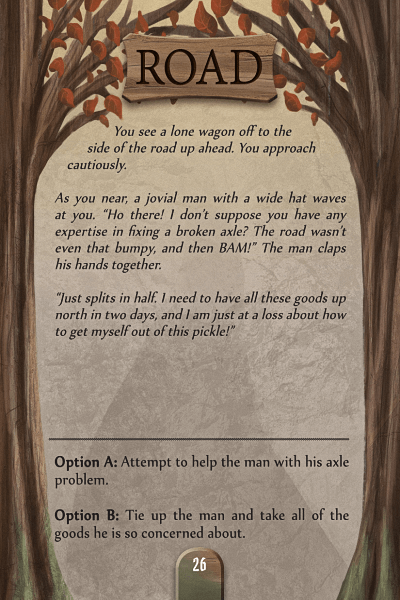 ROAD
You see a lone wagon off to the
side of the road up ahead. You approach
cautiously.
As you near, a jovial man with a wide hat waves
at you. “Ho there! I don’t suppose you have any
expertise in fixing a broken axle? The road wasn’t
even that bumpy, and then BAM!” The man claps
his hands together.
“Just splits in half. I need to have all these goods up
north in two days, and I am just at a loss about how
to get myself out of this pickle!”
Option A: Attempt to help the man with his axle
problem.
Option B: Tie up the man and take all of the
goods he is so concerned about.
26